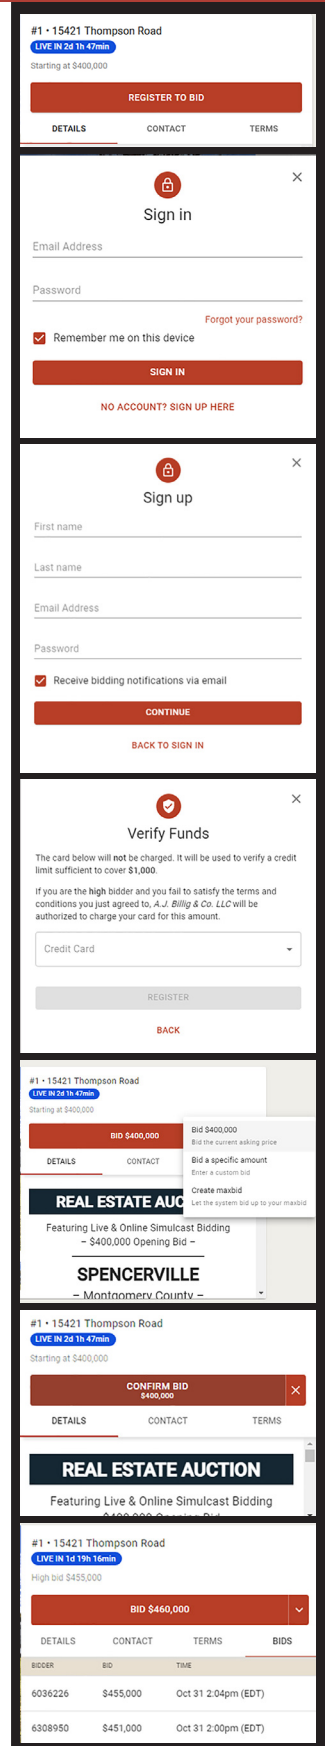 #1 • 15421 Thompson Road
LIVE IN 2d 1h 47min
Starting at $400,000
REGISTER TO BID
DETAILS CONTACT TERMS
Sign in
Email Address
Password
Forgot your password?
Remember me on this device
SIGN IN
NO ACCOUNT? SIGN UP HERE
Sign up
First name
Last name
Email Address
Password
Receive bidding notifications via email
CONTINUE
BACK TO SIGN IN
Verify Funds
The card below will not be charged. It will be used to verify a credit
limit sufficient to cover $1,000.
If you are the high bidder and you fail to satisfy the terms and
conditions you just agreed to, A.J. Billig & Co. LLC will be
authorized to charge your card for this amount.
Credit Card
REGISTER
BACK
#1 • 15421 Thompson Road
LIVE IN 2d 1h 47min
Starting at $400,000
BID $400,000
Bid $400,000
Bid the current asking price
Bid a specific amount
Enter a custom bid
Create maxbid
Let the system bid up to your maxbid
DETAILS CONTACT
REAL ESTATE AUC
Featuring Live & Online Simulcast Bidding
– $400,000 Opening Bid –
SPENCERVILLE
– Montgomery County –
#1 • 15421 Thompson Road
LIVE IN 2d 1h 47min
Starting at $400,000
CONFIRM BID
$400,000
DETAILS CONTACT TERMS
REAL ESTATE AUCTION
Featuring Live & Online Simulcast Bidding
$400,000 Opening Bid
#1 • 15421 Thompson Road
LIVE IN 1d 19h 16min
High bid $455,000
BID $460,000
DETAILS CONTACT TERMS BIDS
BIDDER BID TIME
6036226 $455,000 Oct 31 2:04pm (EDT)
6308950 $451,000 Oct 31 2:00pm (EDT)